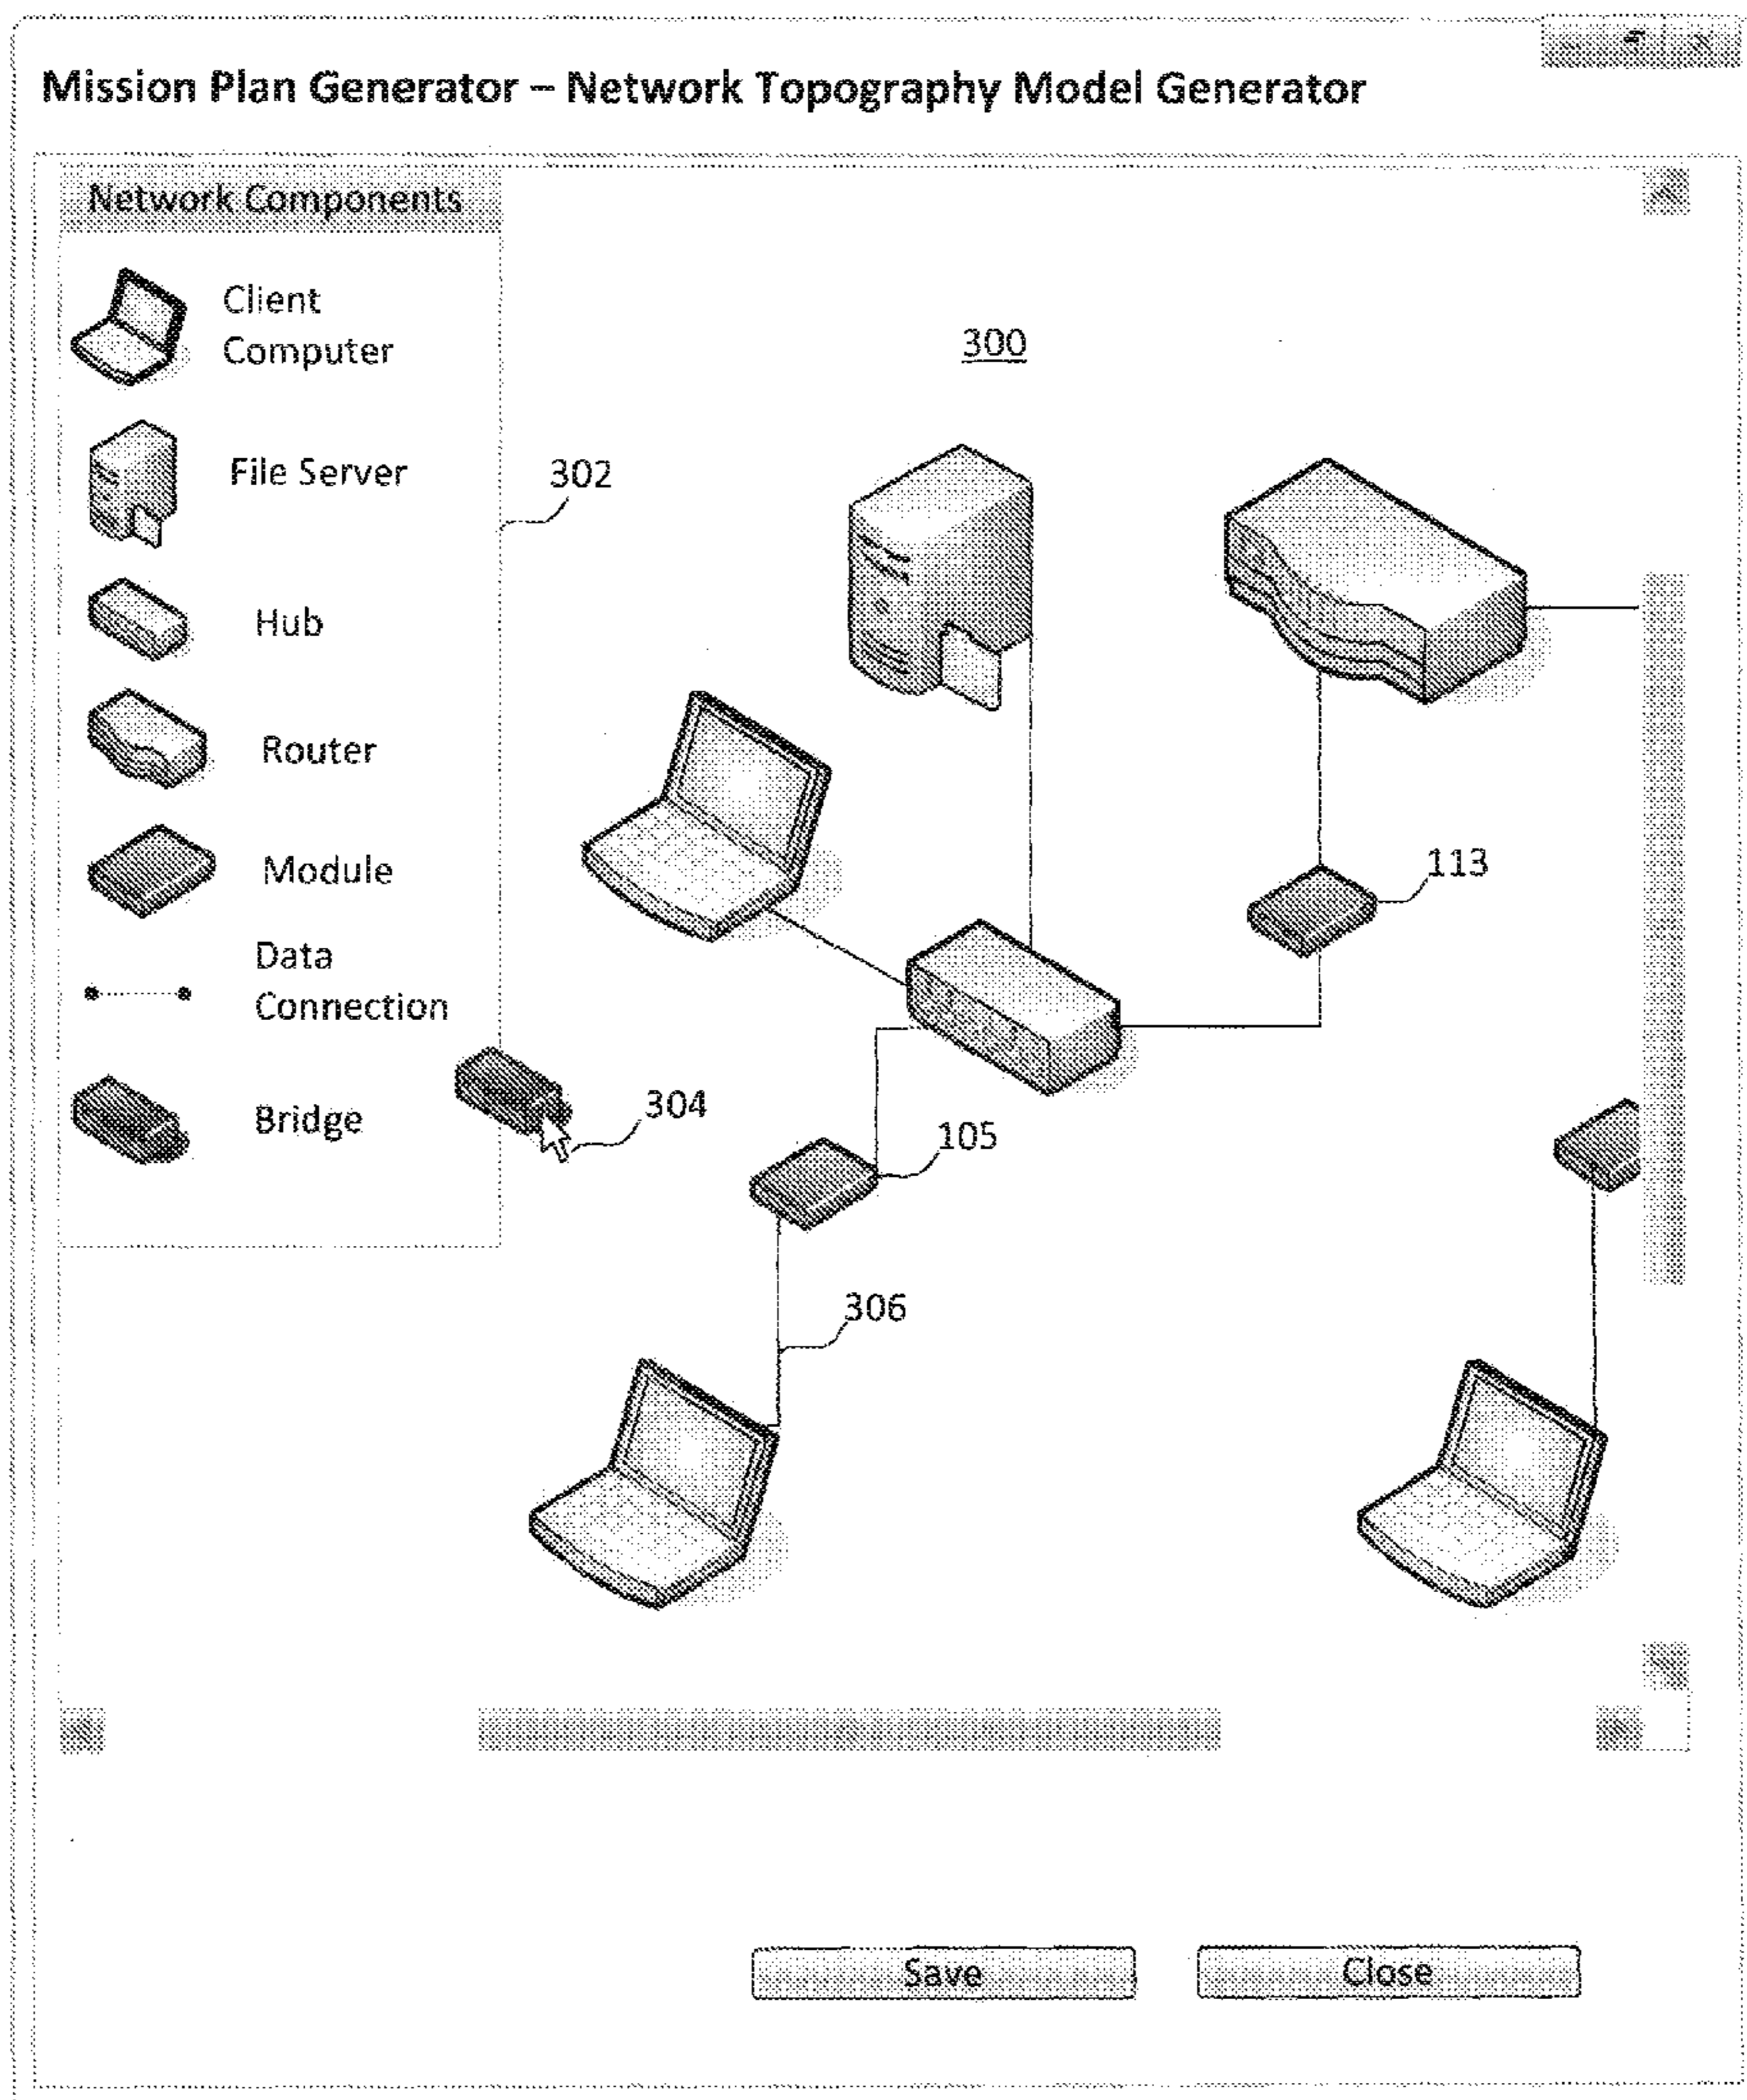 Mission Plan Generator – Network Topography Model Generator
Network Components
Client
Computer
300
File Server
302
Hub
Router
Module
113
Data
Connection
Bridge
304
105
306
Save
Close